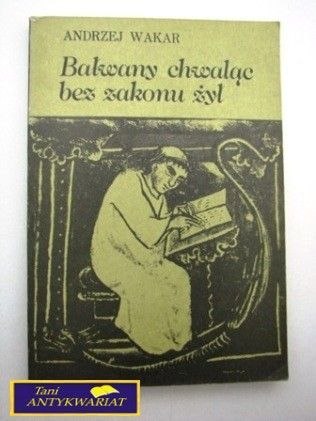 ANDRZEJ WAKAR
Bałwany chwaląc
bez zakonu żył
Tani
ANTYKWARIAT